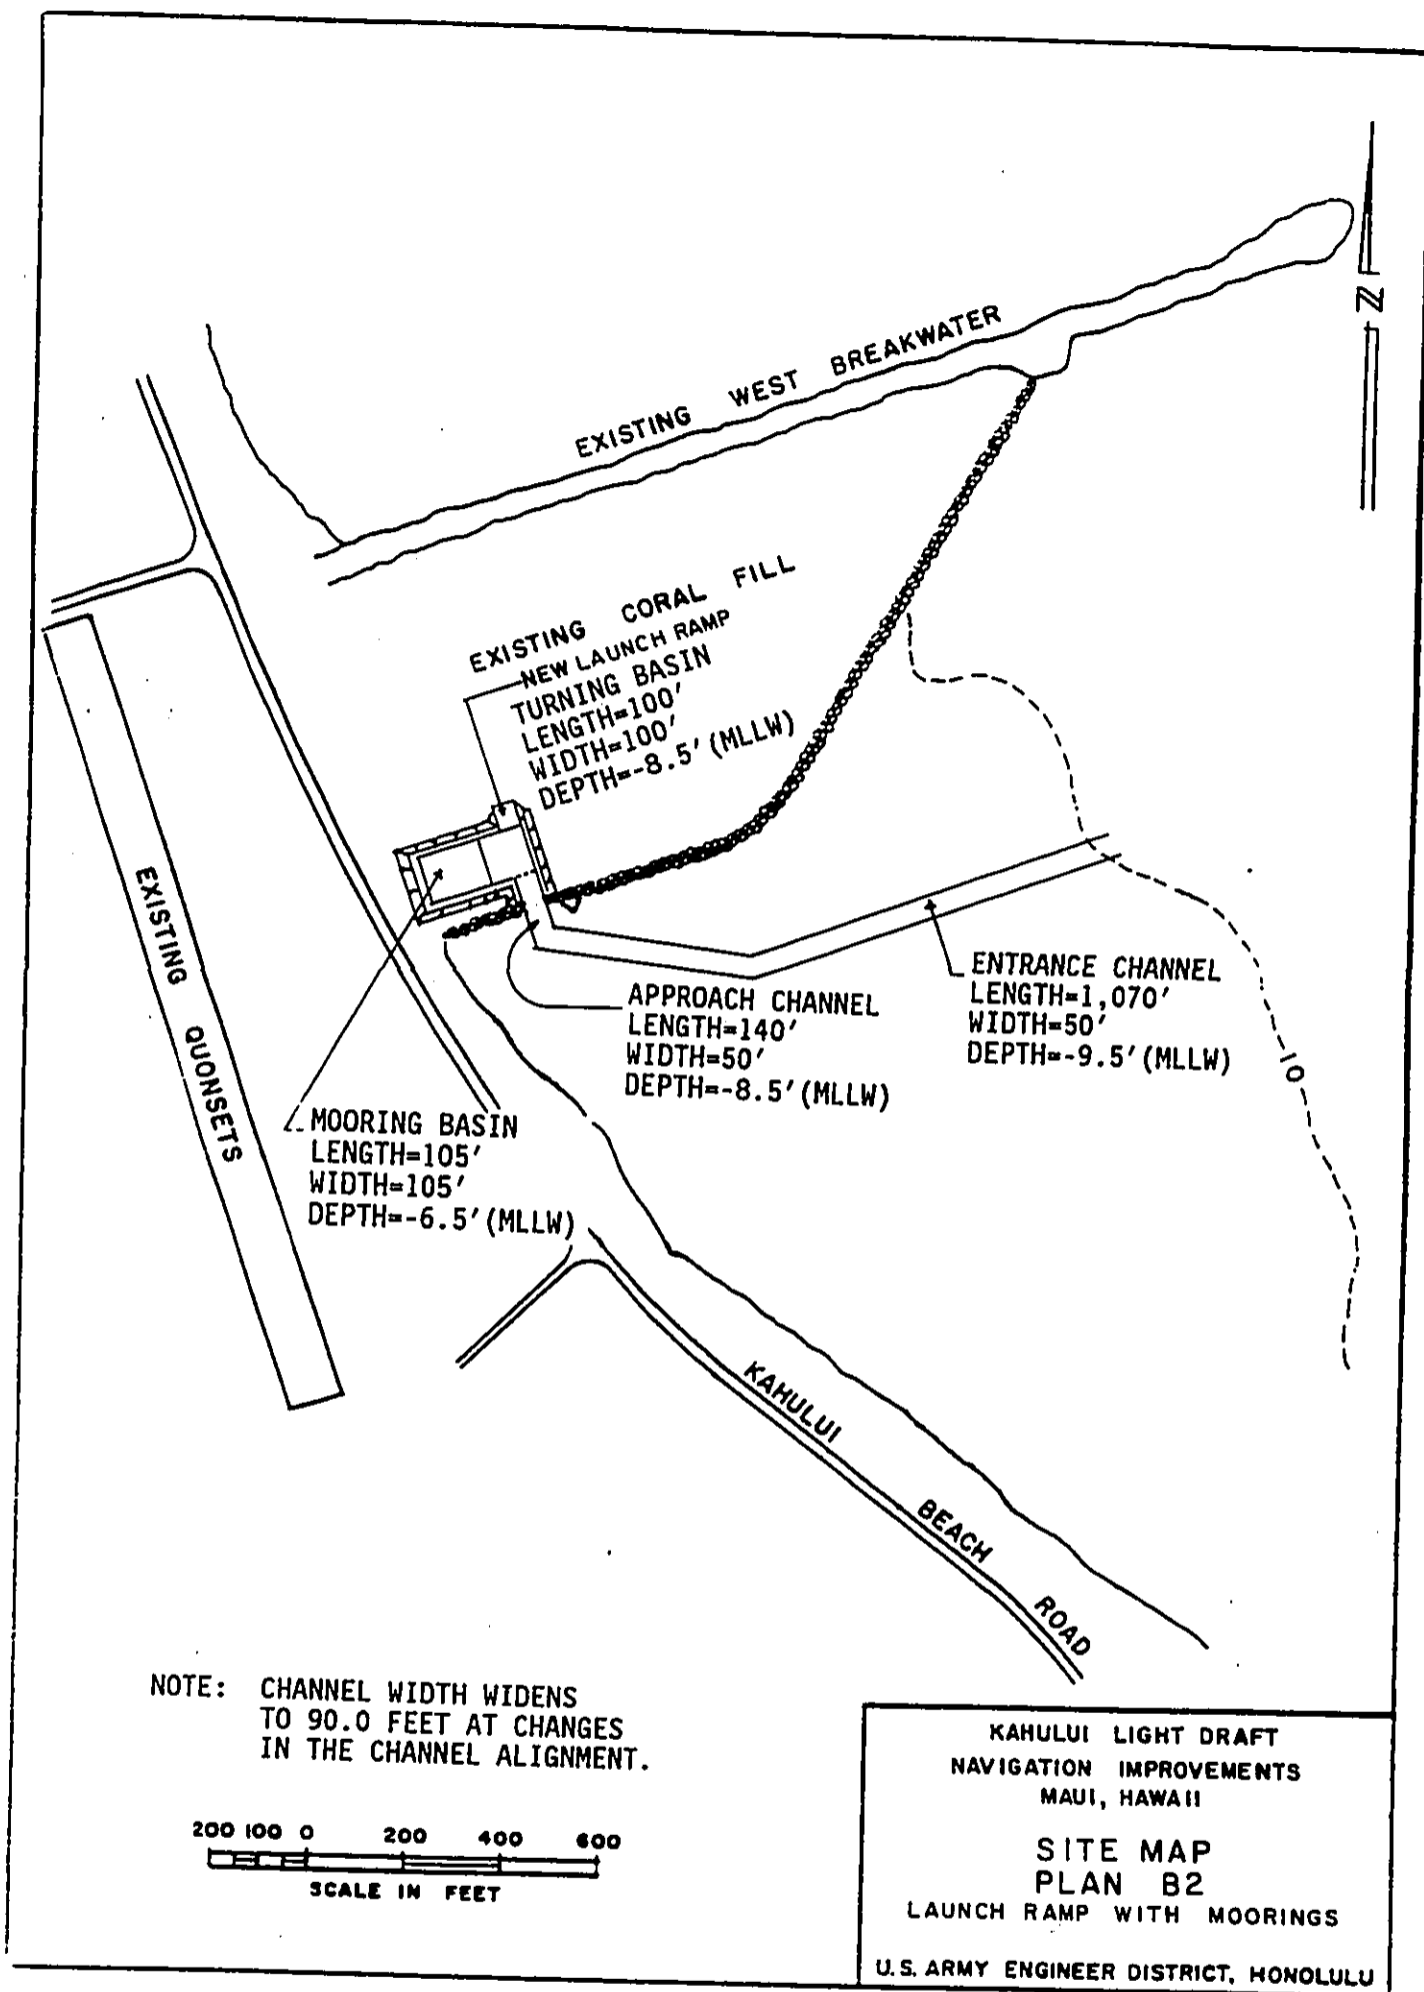 N
EXISTING WEST BREAKWATER
EXISTING CORAL FILL
NEW LAUNCH RAMP
TURNING BASIN
LENGTH=100'
WIDTH=100'
DEPTH=-8.5' (MLLW)
EXISTING QUONSETS
ENTRANCE CHANNEL
LENGTH=1,070'
WIDTH=50'
DEPTH=-9.5' (MLLW)
APPROACH CHANNEL
LENGTH=140'
WIDTH=50'
DEPTH=-8.5' (MLLW)
10
MOORING BASIN
LENGTH=105'
WIDTH=105'
DEPTH=-6.5' (MLLW)
KAHULUI BEACH ROAD
NOTE: CHANNEL WIDTH WIDENS
TO 90.0 FEET AT CHANGES
IN THE CHANNEL ALIGNMENT.
200 100 0 200 400 600
SCALE IN FEET
KAHULUI LIGHT DRAFT
NAVIGATION IMPROVEMENTS
MAUI, HAWAII
SITE MAP
PLAN B2
LAUNCH RAMP WITH MOORINGS
U.S. ARMY ENGINEER DISTRICT, HONOLULU